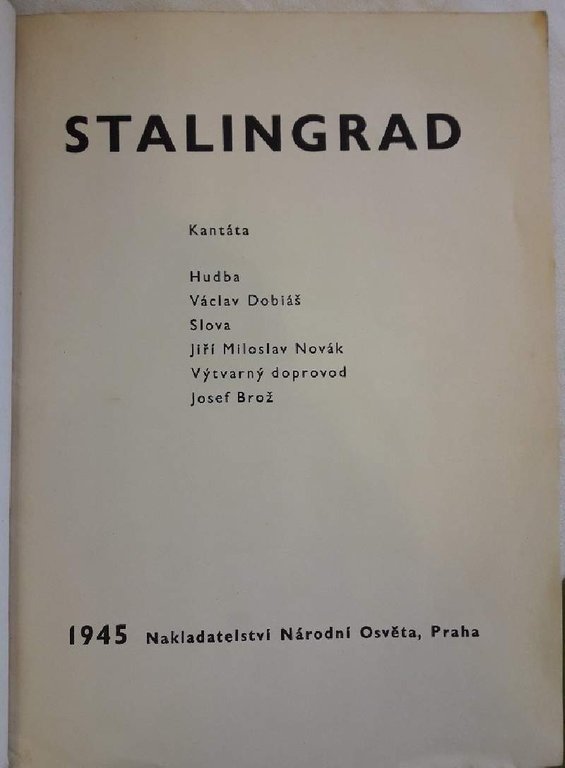 STALINGRAD
Kantáta
Hudba
Václav Dobiáš
Slova
Jiří Miloslav Novák
Výtvarný doprovod
Josef Brož
1945 Nakladatelství Národní Osvěta, Praha